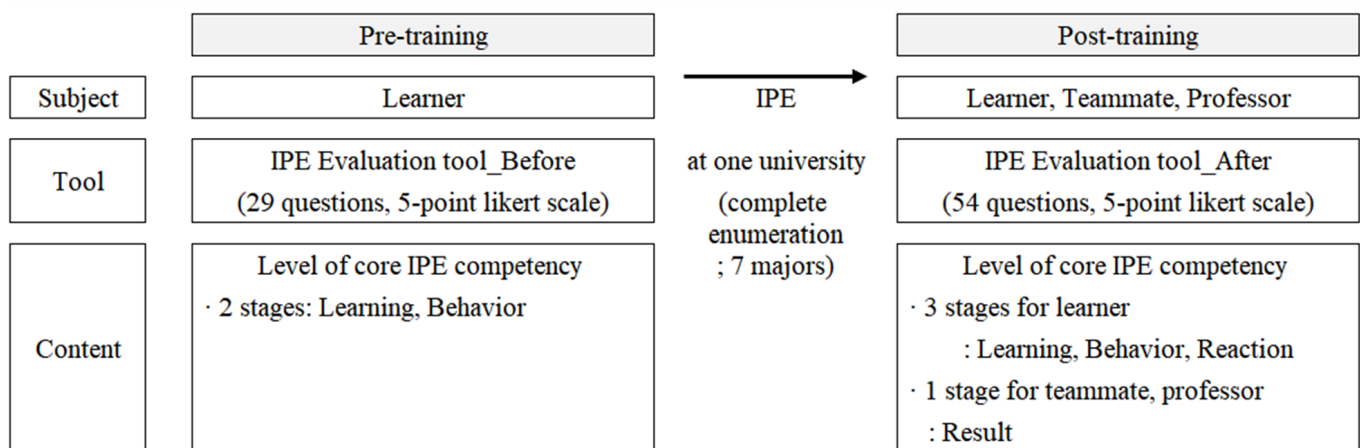 Pre-training
Post-training
Subject
Learner
IPE
Learner, Teammate, Professor
Tool
IPE Evaluation tool_Before
(29 questions, 5-point likert scale)
at one university
(complete
enumeration
; 7 majors)
IPE Evaluation tool_After
(54 questions, 5-point likert scale)
Content
Level of core IPE competency
· 2 stages: Learning, Behavior
Level of core IPE competency
· 3 stages for learner
: Learning, Behavior, Reaction
· 1 stage for teammate, professor
: Result